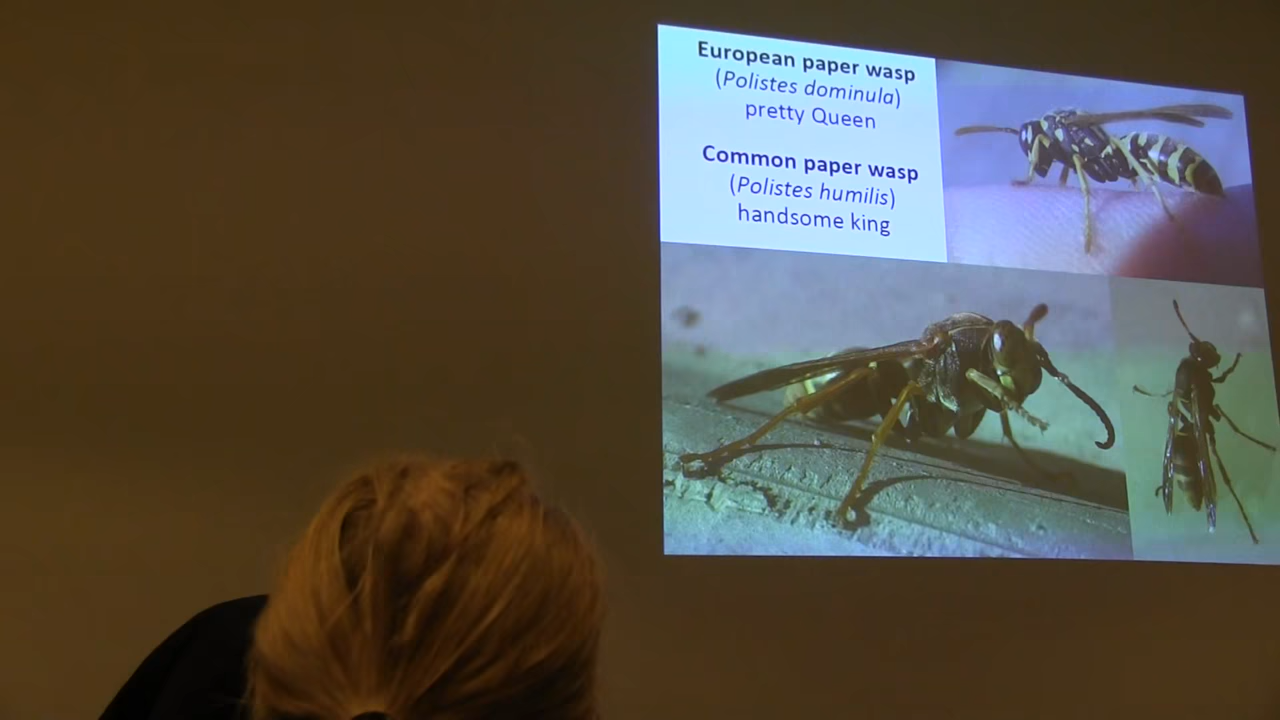 European paper wasp
(Polistes dominula)
pretty Queen
Common paper wasp
(Polistes humilis)
handsome king